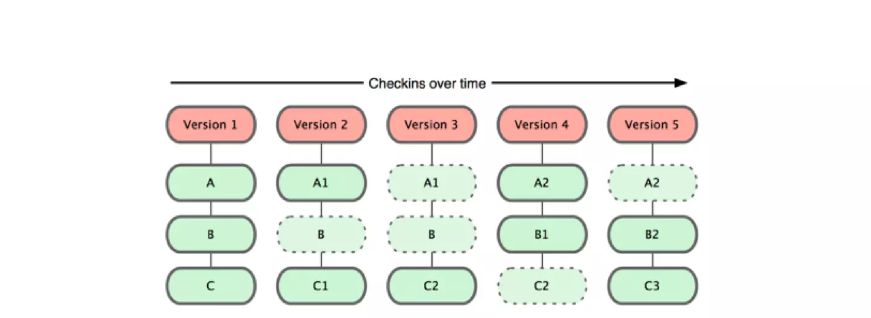 Checkins over time
Version 1 Version 2 Version 3 Version 4 Version 5
A A1 A1 A2 A2
B B B B1 B2
C C1 C2 C2 C3